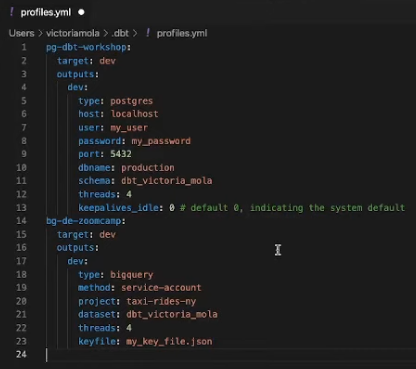 ! profiles.yml ●
Users > victoriamola > .dbt > ! profiles.yml
1 pg-dbt-workshop:
2 target: dev
3 outputs:
4 dev:
5 type: postgres
6 host: localhost
7 user: my_user
8 password: my_password
9 port: 5432
10 dbname: production
11 schema: dbt_victoria_mola
12 threads: 4
13 keepalives_idle: 0 # default 0, indicating the system default
14 bg-de-zoomcamp:
15 target: dev
16 outputs:
17 dev:
18 type: bigquery
19 method: service-account
20 project: taxi-rides-ny
21 dataset: dbt_victoria_mola
22 threads: 4
23 keyfile: my_key_file.json
24